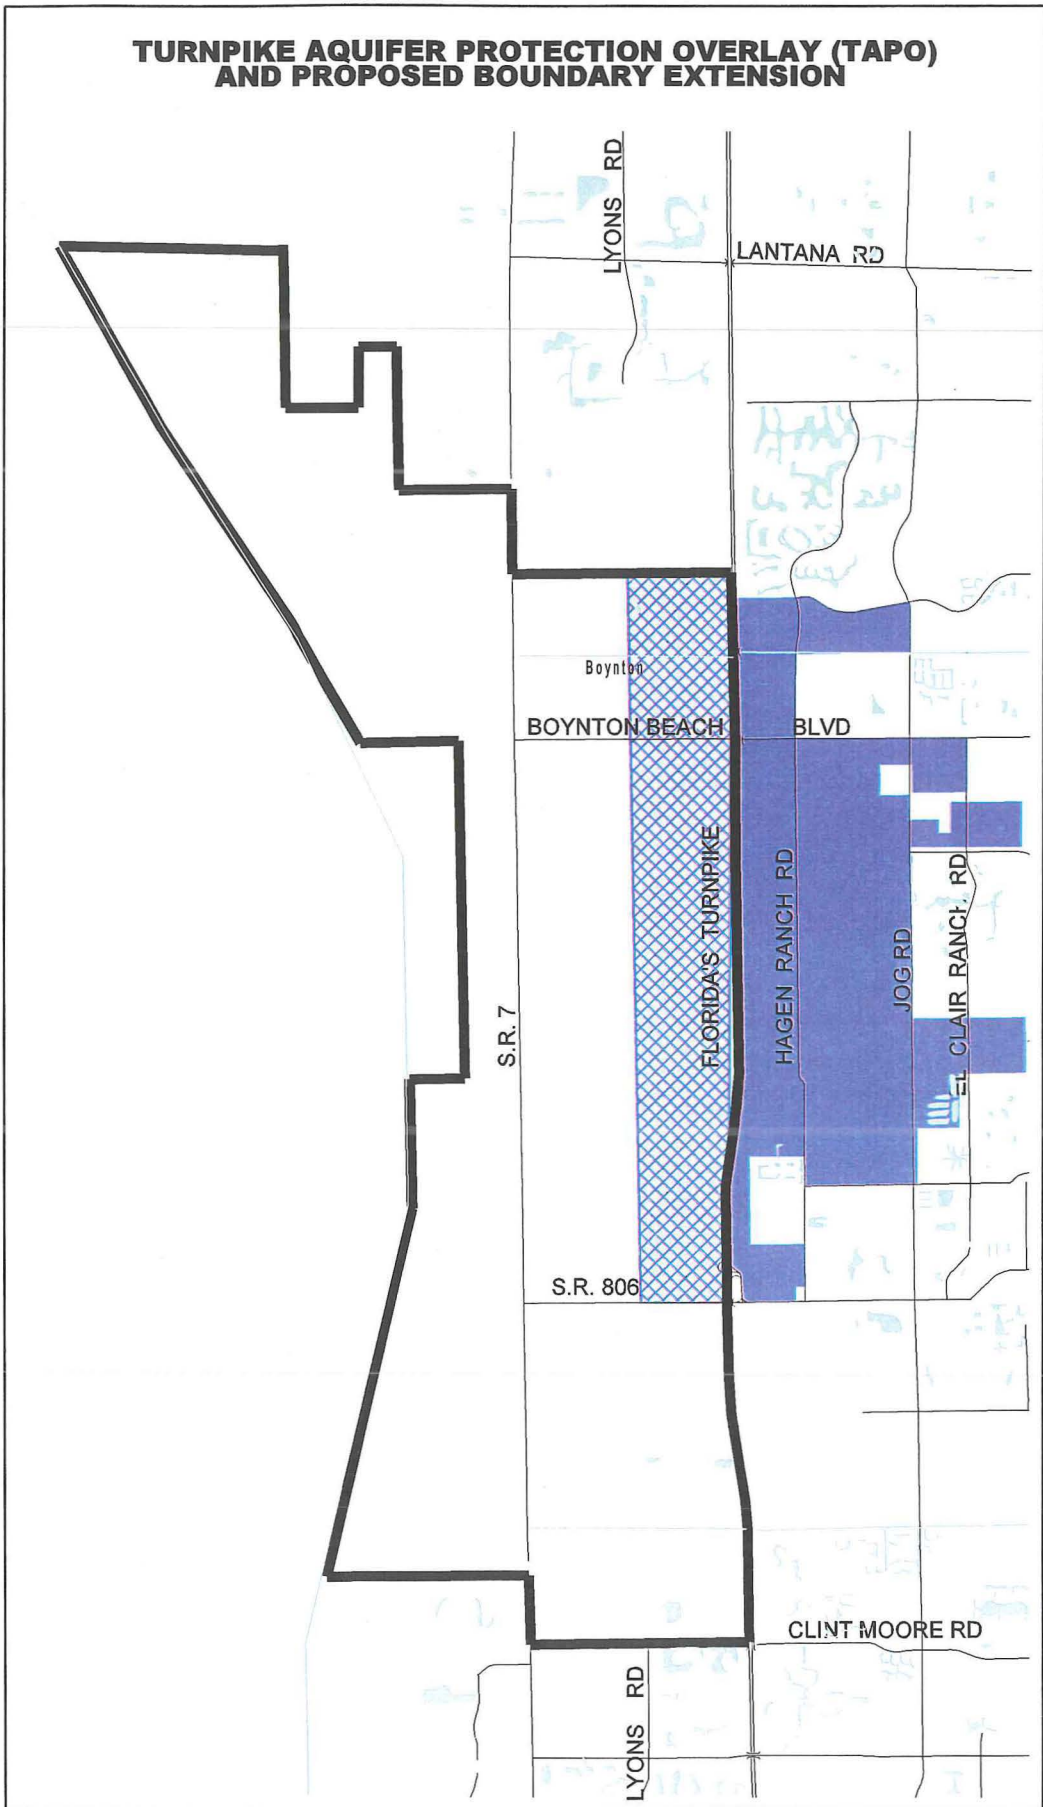 TURNPIKE AQUIFER PROTECTION OVERLAY (TAPO)
AND PROPOSED BOUNDARY EXTENSION
LYONS RD
LANTANA RD
Boynton
BOYNTON BEACH BLVD
FLORIDA'S TURNPIKE
HAGEN RANCH RD
JOG RD
EL CLAIR RANCH RD
S.R. 7
S.R. 806
CLINT MOORE RD
LYONS RD